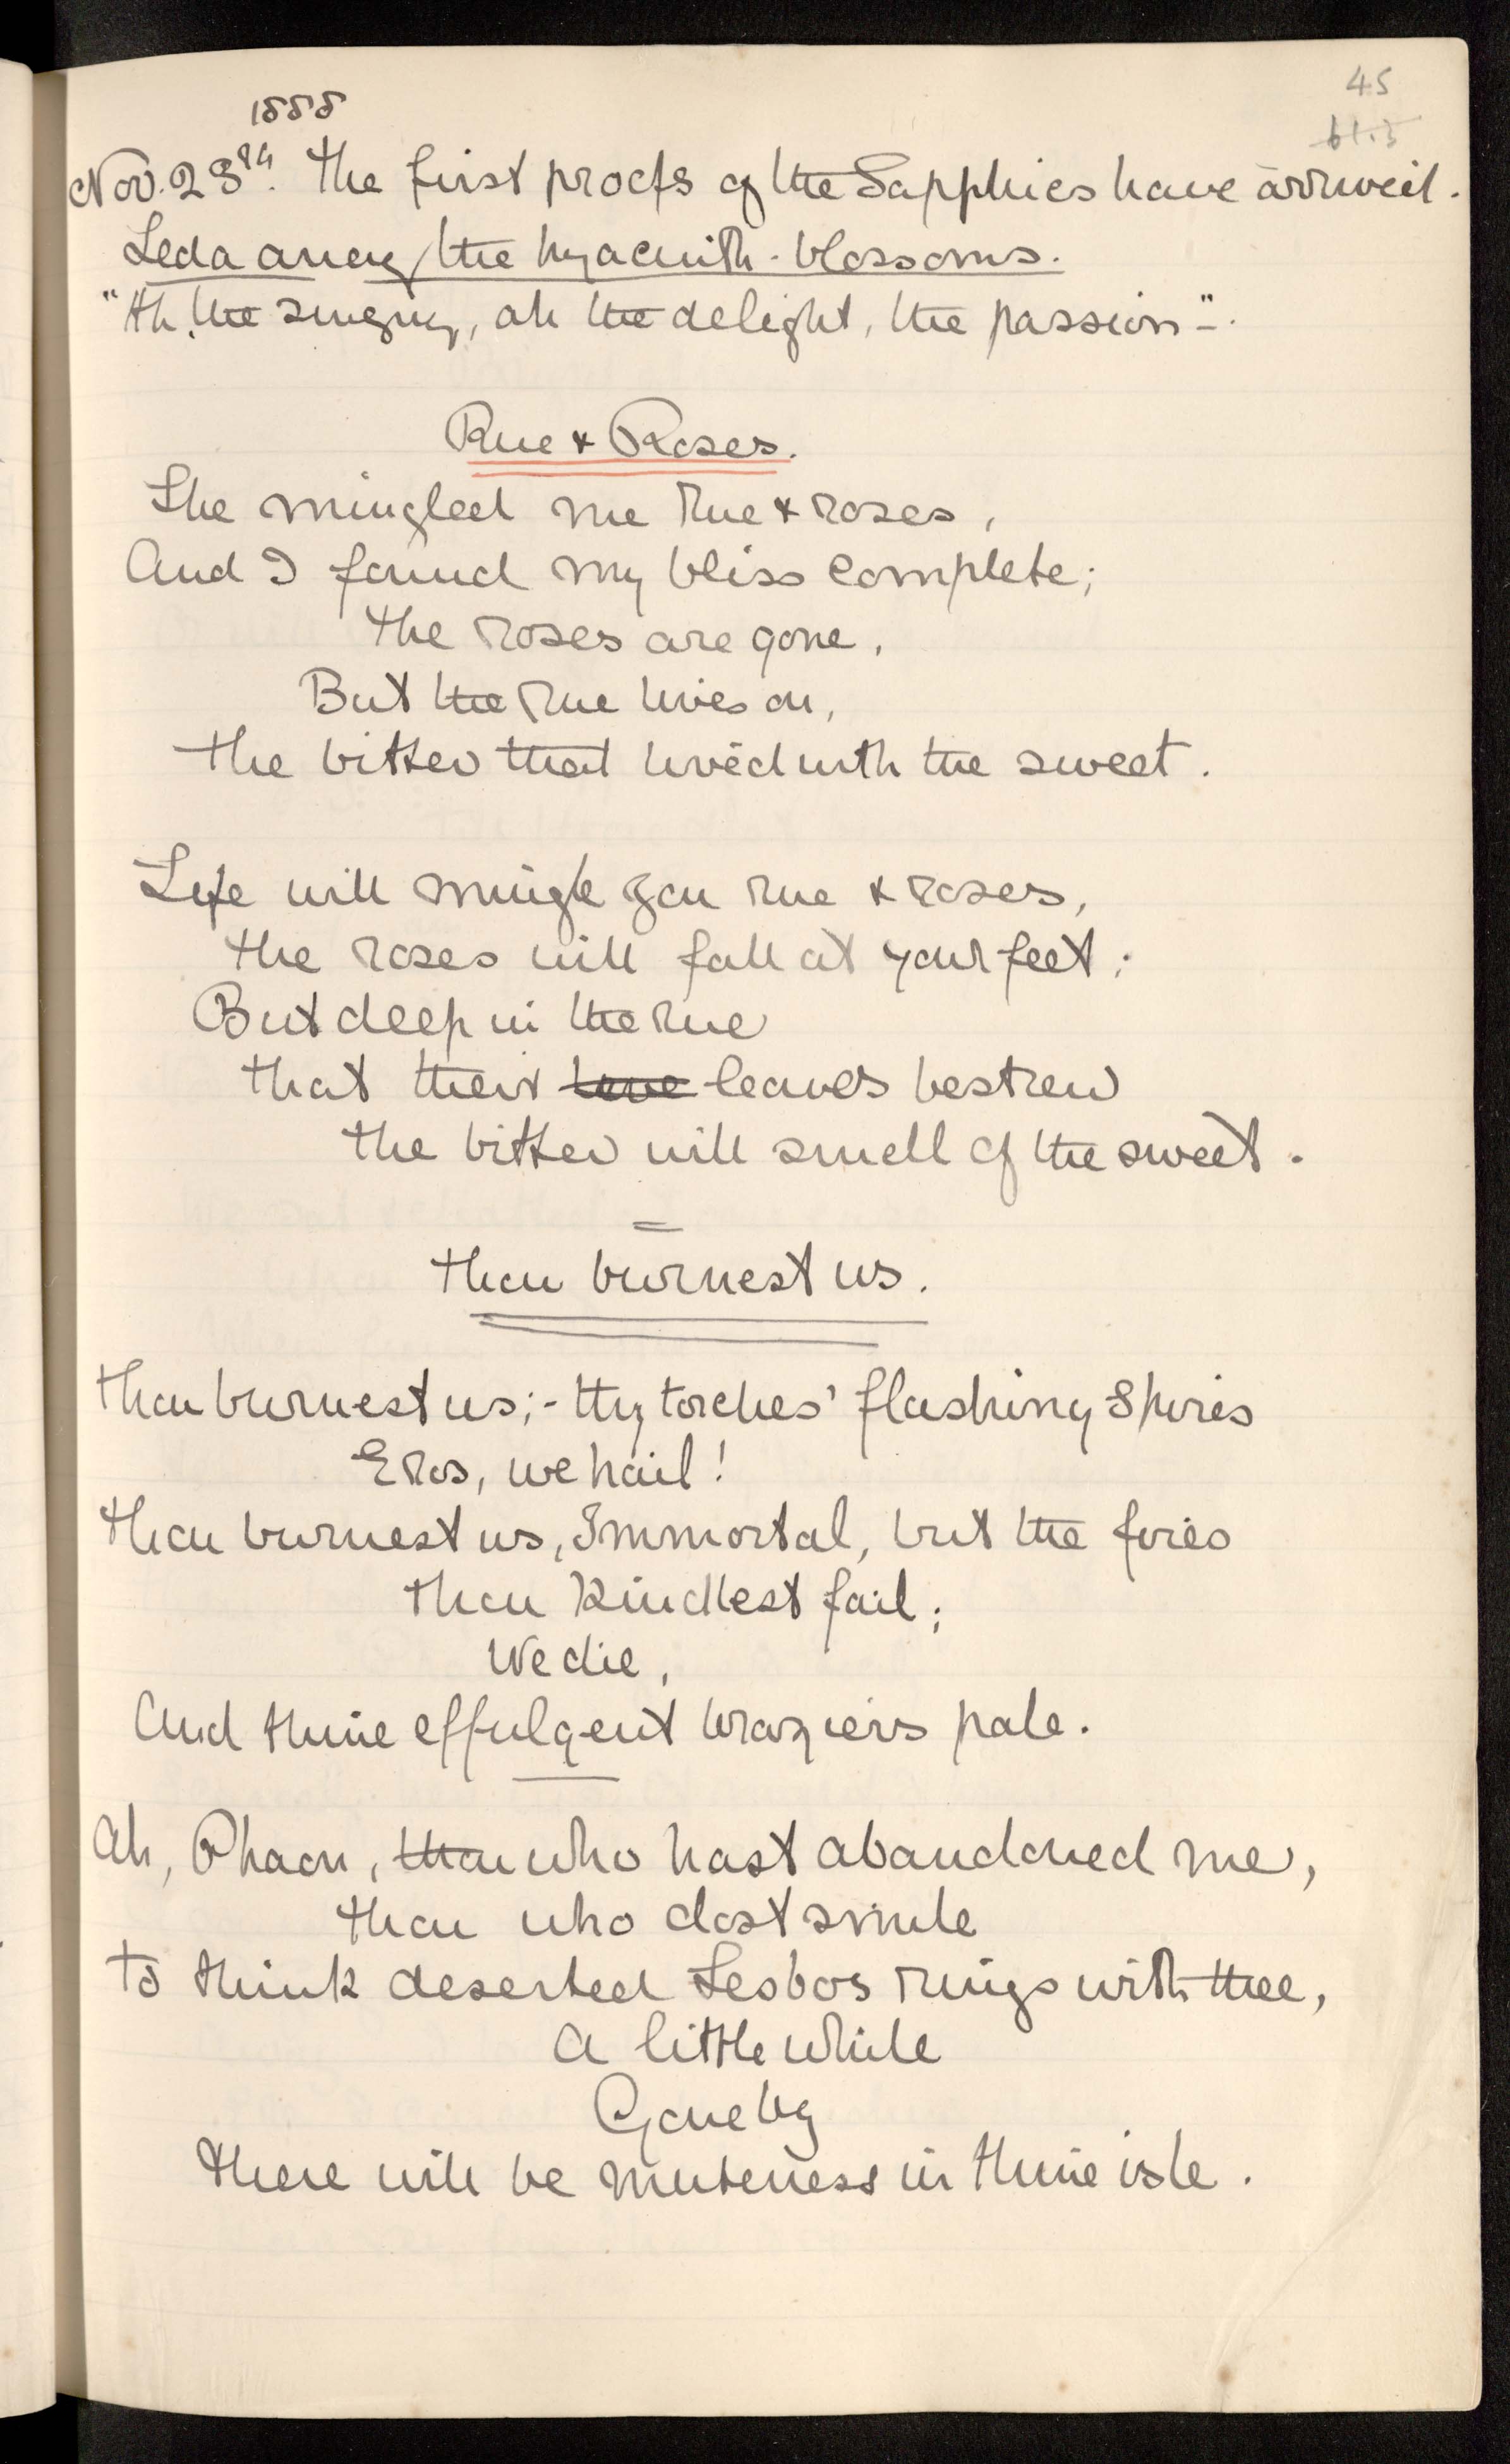 45
1888
Nov. 28th. The first proofs of the Sapphics have arrived.
Leda among the hyacinth-blossoms.
"Ah, the singing, ah the delight, the passion-".
Rue & Roses.
She mingled me rue & roses,
And I found my bliss complete;
The roses are gone,
But the rue lives on,
The bitter that lived with the sweet.
Life will mingle you rue & roses,
The roses will fall at your feet;
But deep in the rue
That their love leaves bestrew
The bitter will smell of the sweet.
Thou burnest us.
Thou burnest us;- thy torches' flashing spires
Eros, we hail!
Thou burnest us, Immortal, but the fires
Thou kindlest fail;
We die,
And thine effulgent braziers pale.
Ah, Phaon, thou who hast abandoned me,
Thou who dost smile
To think deserted Lesbos rings with thee,
A little while
Gone by
There will be muteness in thine isle.